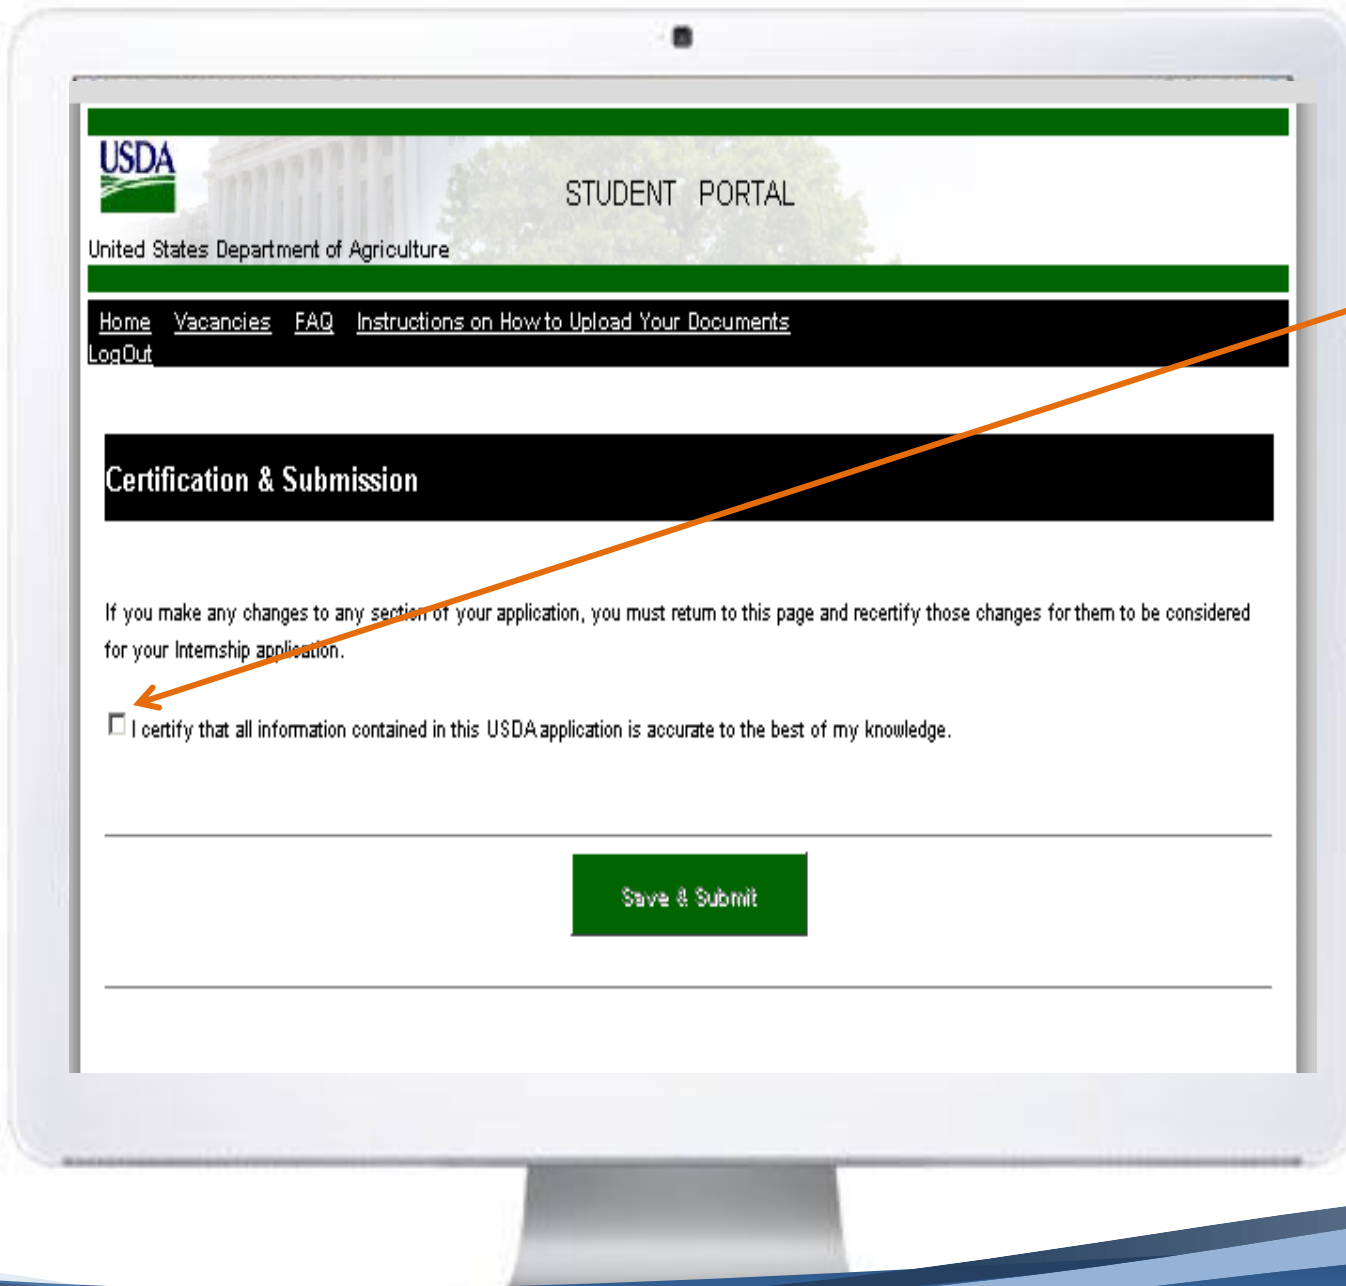 USDA
STUDENT PORTAL
United States Department of Agriculture
Home Vacancies FAQ Instructions on How to Upload Your Documents
LogOut
Certification & Submission
If you make any changes to any section of your application, you must return to this page and recertify those changes for them to be considered
for your Internship application.
I certify that all information contained in this USDA application is accurate to the best of my knowledge.
Save & Submit